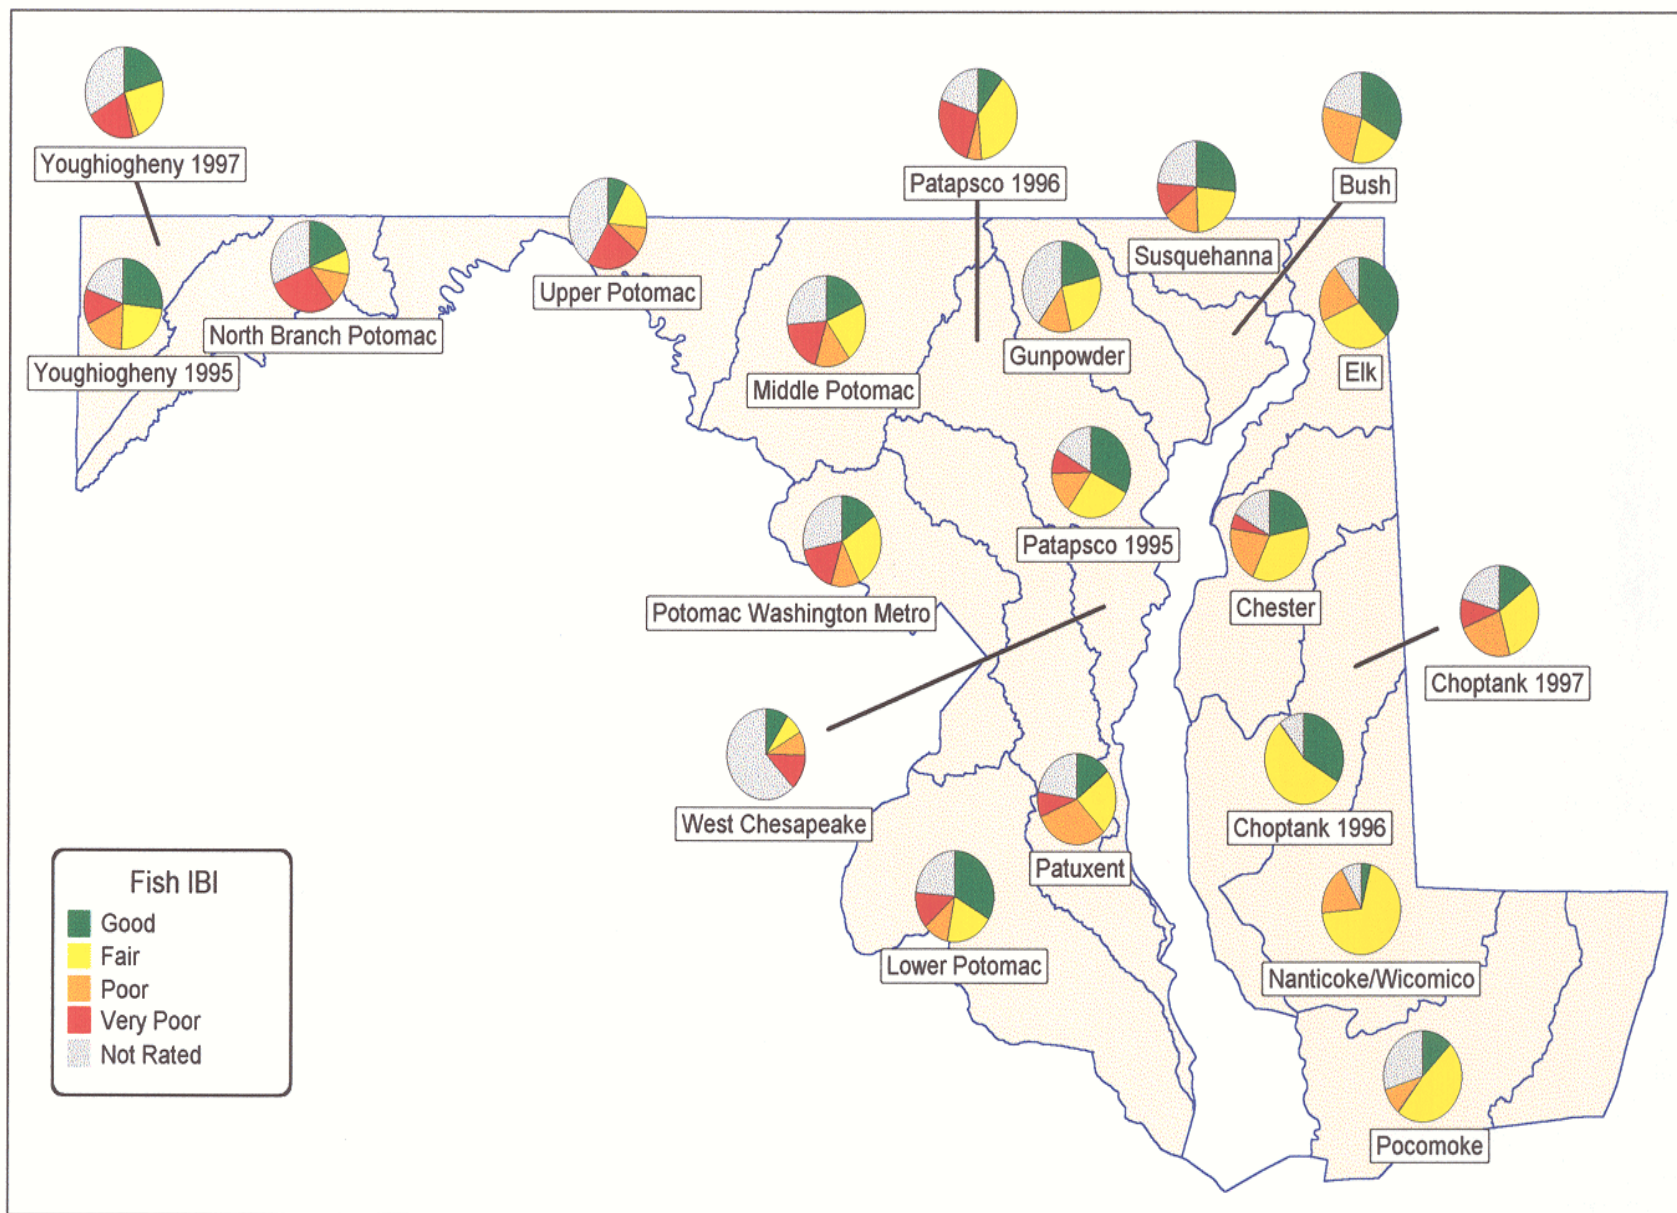 Youghiogheny 1997
Patapsco 1996
Bush
Susquehanna
Upper Potomac
North Branch Potomac
Gunpowder
Youghiogheny 1995
Middle Potomac
Elk
Patapsco 1995
Potomac Washington Metro
Chester
Choptank 1997
West Chesapeake
Choptank 1996
Patuxent
Lower Potomac
Nanticoke/Wicomico
Pocomoke
Fish IBI
Good
Fair
Poor
Very Poor
Not Rated